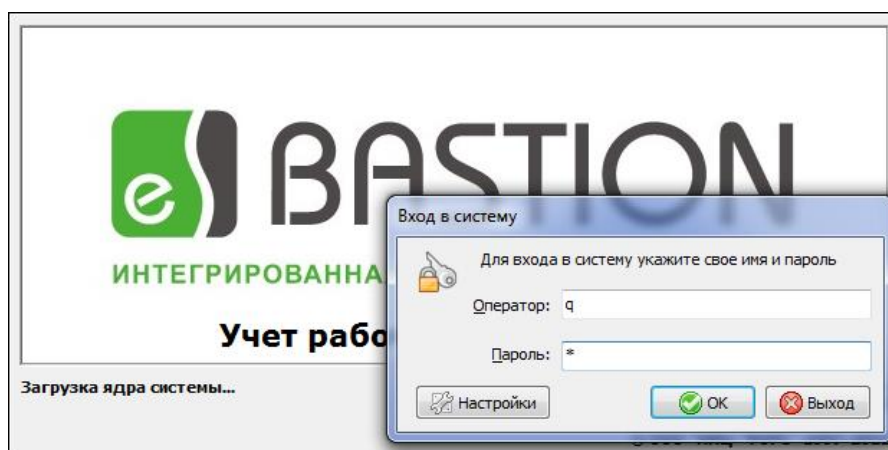 eS BASTION
ИНТЕГРИРОВАННА
Учет рабо
Загрузка ядра системы...
Вход в систему
Для входа в систему укажите свое имя и пароль
Оператор: q
Пароль: *
Настройки OK Выход